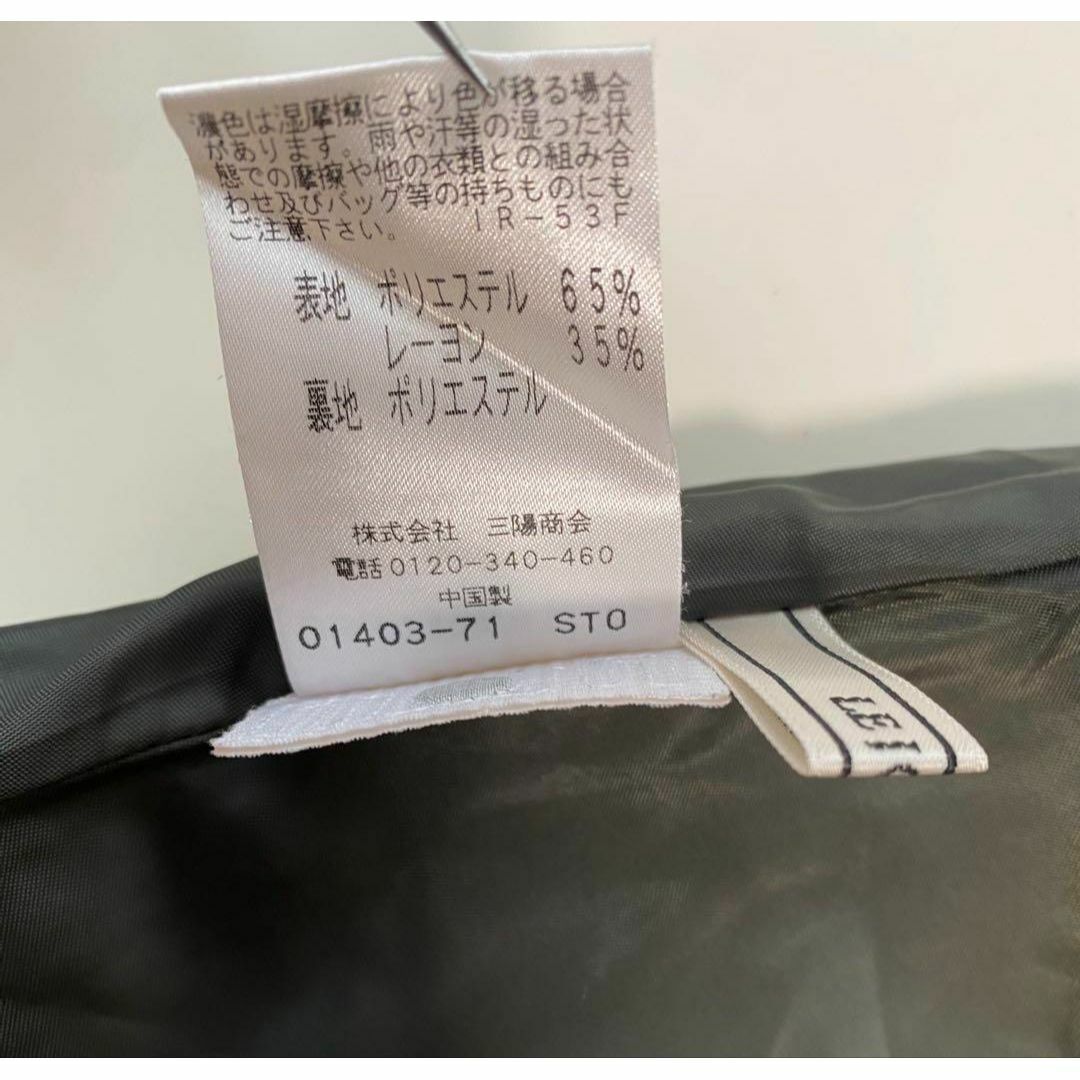 濃色は湿摩擦により色が移る場合
があります。雨や汗等の湿った状
態での摩擦や他の衣類との組み合
わせ及びバッグ等の持ちものにも
ご注意下さい。 IR-53F
表地 ポリエステル 65%
レーヨン 35%
裏地 ポリエステル
株式会社 三陽商会
電話0120-340-460
中国製
01403-71 ST0